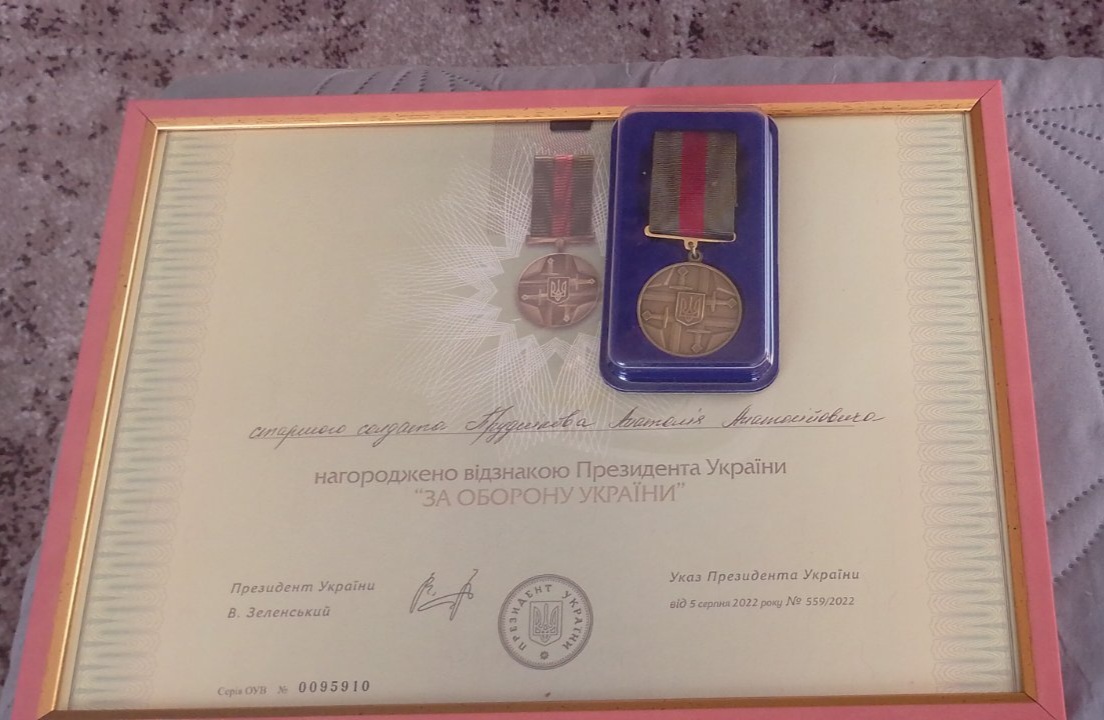 старшого солдата Пруднікова Анатолія Анатолійовича
нагороджено відзнакою Президента України
“ЗА ОБОРОНУ УКРАЇНИ”
Президент України
В. Зеленський
ПРЕЗИДЕНТ УКРАЇНИ
Указ Президента України
від 5 серпня 2022 року № 559/2022
Серія ОУВ № 0095910